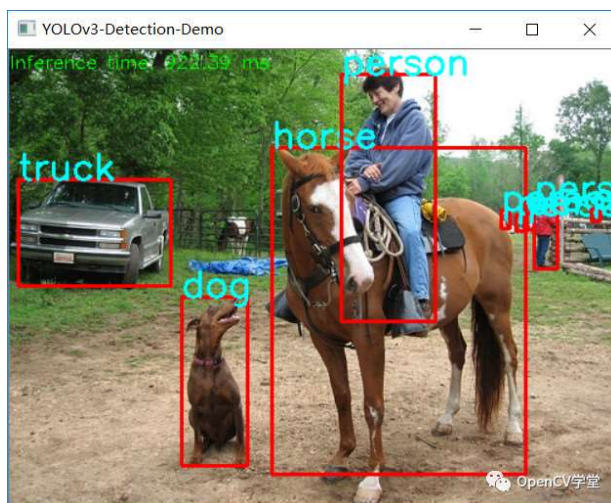 YOLOv3-Detection-Demo
Inference time: 922.39 ms
person
horse
truck
dog
OpenCV学堂